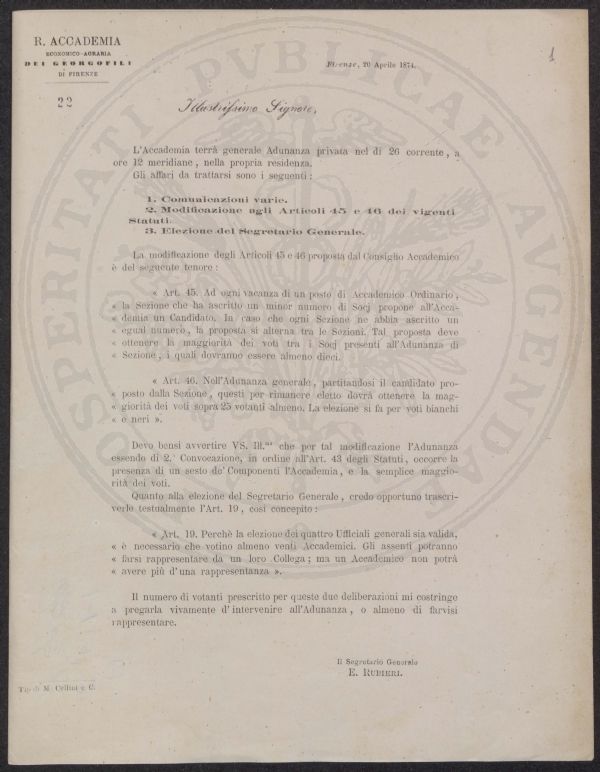 R. ACCADEMIA
ECONOMICO-AGRARIA
DEI GEORGOFILI
DI FIRENZE
22
Firenze, 20 Aprile 1874.
1
Illustrissimo Signore,
L'Accademia terrà generale Adunanza privata nel dì 26 corrente, a
ore 12 meridiane, nella propria residenza.
Gli affari da trattarsi sono i seguenti:
1. Comunicazioni varie.
2. Modificazione agli Articoli 45 e 46 dei vigenti
Statuti.
3. Elezione del Segretario Generale.
La modificazione degli Articoli 45 e 46 proposta dal Consiglio Accademico
è del seguente tenore:
« Art. 45. Ad ogni vacanza di un posto di Accademico Ordinario,
« la Sezione che ha ascritto un minor numero di Socj propone all'Acca-
« demia un Candidato. In caso che ogni Sezione ne abbia ascritto un
« egual numero, la proposta si alterna tra le Sezioni. Tal proposta deve
« ottenere la maggiorità dei voti tra i Socj presenti all'Adunanza di
« Sezione, i quali dovranno essere almeno dieci.
« Art. 46. Nell'Adunanza generale, partitandosi il candidato pro-
« posto dalla Sezione, questi per rimanere eletto dovrà ottenere la mag-
« giorità dei voti sopra 25 votanti almeno. La elezione si fa per voti bianchi
« e neri ».
Devo bensì avvertire VS. Ill.ma che per tal modificazione l'Adunanza
essendo di 2.a Convocazione, in ordine all'Art. 43 degli Statuti, occorre la
presenza di un sesto de' Componenti l'Accademia, e la semplice maggio-
rità dei voti.
Quanto alla elezione del Segretario Generale, credo opportuno trascri-
verle testualmente l'Art. 19, così concepito:
« Art. 19. Perchè la elezione dei quattro Ufficiali generali sia valida,
« è necessario che votino almeno venti Accademici. Gli assenti potranno
« farsi rappresentare da un loro Collega; ma un Accademico non potrà
« avere più d'una rappresentanza ».
Il numero di votanti prescritto per queste due deliberazioni mi costringe
a pregarla vivamente d'intervenire all'Adunanza, o almeno di farvisi
rappresentare.
Il Segretario Generale
E. RUBIERI.
Tip. di M. Cellini e C.
PROSPERITATI PVBLICAE AVGENDAE